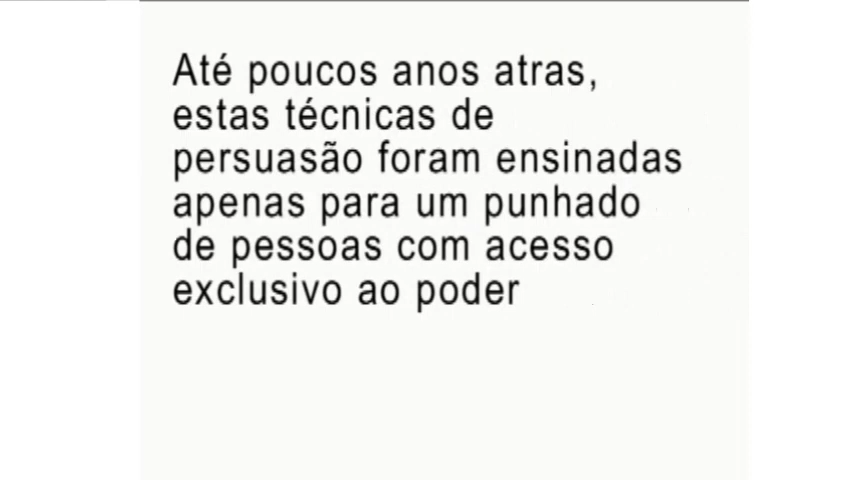 Até poucos anos atras,
estas técnicas de
persuasão foram ensinadas
apenas para um punhado
de pessoas com acesso
exclusivo ao poder